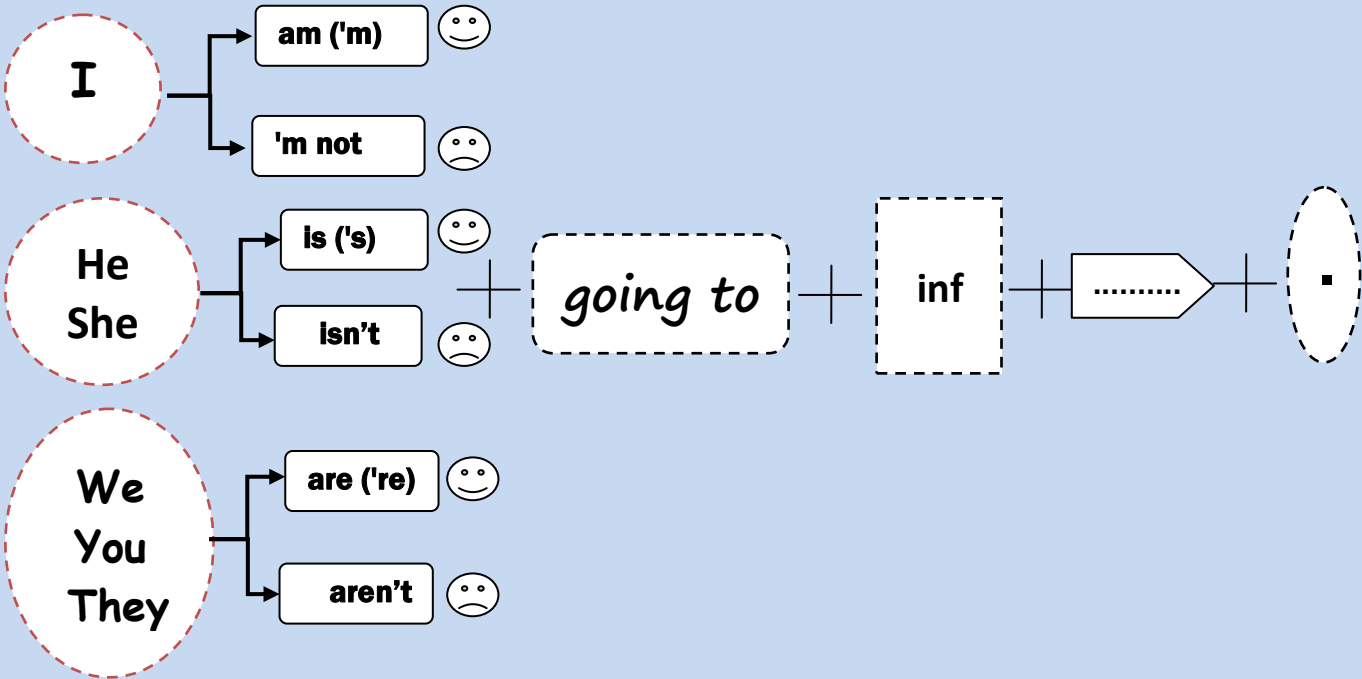 I
am ('m)
'm not
He
She
is ('s)
isn’t
going to
inf
..........
.
We
You
They
are ('re)
aren’t